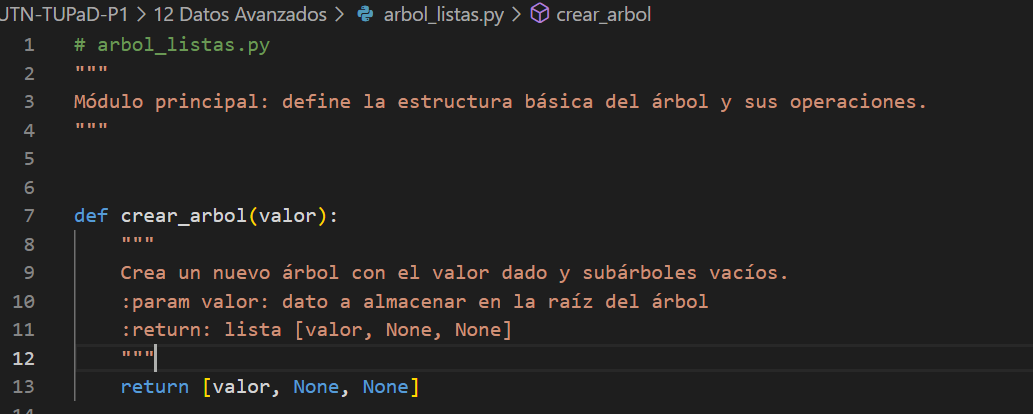 UTN-TUPaD-P1 > 12 Datos Avanzados > arbol_listas.py > crear_arbol
1 # arbol_listas.py
2 """
3 Módulo principal: define la estructura básica del árbol y sus operaciones.
4 """
5
6
7 def crear_arbol(valor):
8 """
9 Crea un nuevo árbol con el valor dado y subárboles vacíos.
10 :param valor: dato a almacenar en la raíz del árbol
11 :return: lista [valor, None, None]
12 """
13 return [valor, None, None]